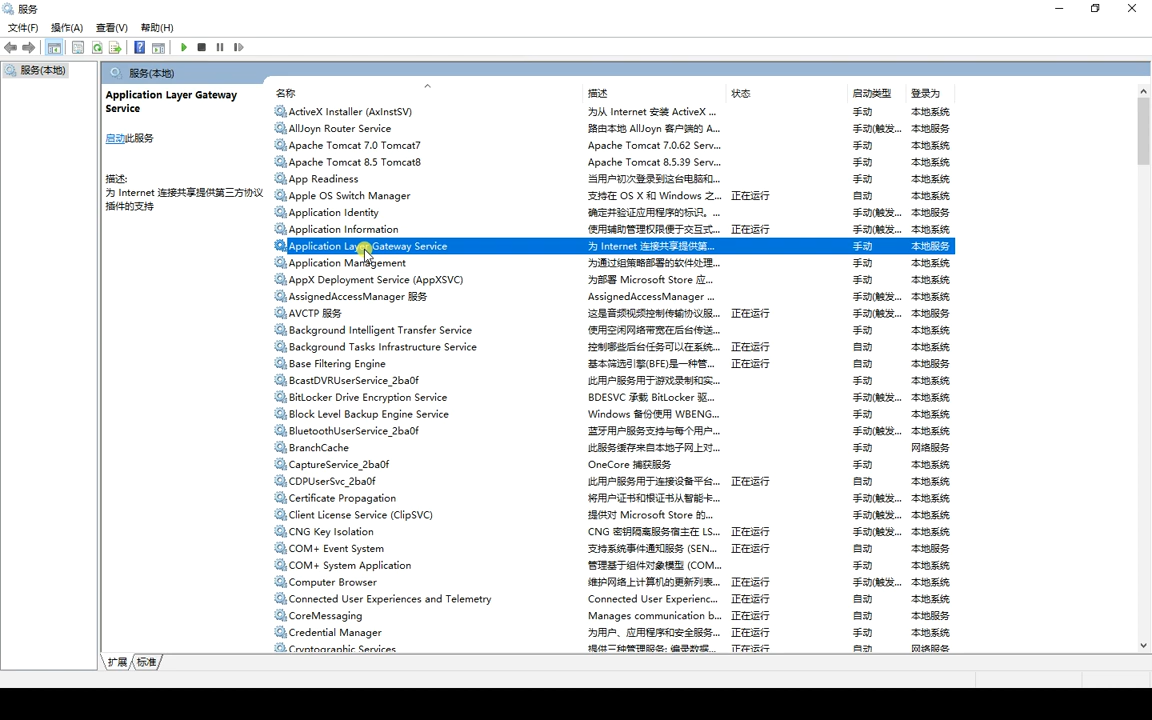 服务
文件(F) 操作(A) 查看(V) 帮助(H)
服务(本地)
服务(本地)
Application Layer Gateway
Service
启动此服务
描述:
为 Internet 连接共享提供第三方协议
插件的支持
名称 描述 状态 启动类型 登录为
ActiveX Installer (AxInstSV) 为从 Internet 安装 ActiveX ... 手动 本地系统
AllJoyn Router Service 路由本地 AllJoyn 客户端的 A... 手动(触发... 本地服务
Apache Tomcat 7.0 Tomcat7 Apache Tomcat 7.0.62 Serv... 手动 本地系统
Apache Tomcat 8.5 Tomcat8 Apache Tomcat 8.5.39 Serv... 手动 本地系统
App Readiness 当用户初次登录到这台电脑和... 手动 本地系统
Apple OS Switch Manager 支持在 OS X 和 Windows 之... 正在运行 自动 本地系统
Application Identity 确定并验证应用程序的标识。... 手动(触发... 本地服务
Application Information 使用辅助管理权限便于交互式... 正在运行 手动(触发... 本地系统
Application Layer Gateway Service 为 Internet 连接共享提供第... 手动 本地服务
Application Management 为通过组策略部署的软件处理... 手动 本地系统
AppX Deployment Service (AppXSVC) 为部署 Microsoft Store 应... 手动 本地系统
AssignedAccessManager 服务 AssignedAccessManager ... 手动(触发... 本地系统
AVCTP 服务 这是音频视频控制传输协议服... 正在运行 手动(触发... 本地服务
Background Intelligent Transfer Service 使用空闲网络带宽在后台传送... 手动 本地系统
Background Tasks Infrastructure Service 控制哪些后台任务可以在系统... 正在运行 自动 本地系统
Base Filtering Engine 基本筛选引擎(BFE)是一种管... 正在运行 自动 本地服务
BcastDVRUserService_2ba0f 此用户服务用于游戏录制和实... 手动 本地系统
BitLocker Drive Encryption Service BDESVC 承载 BitLocker 驱... 手动(触发... 本地系统
Block Level Backup Engine Service Windows 备份使用 WBENG... 手动 本地系统
BluetoothUserService_2ba0f 蓝牙用户服务支持与每个用户... 手动(触发... 本地系统
BranchCache 此服务缓存来自本地子网上对... 手动 网络服务
CaptureService_2ba0f OneCore 捕获服务 手动 本地系统
CDPUserSvc_2ba0f 此用户服务用于连接设备平台... 正在运行 自动 本地系统
Certificate Propagation 将用户证书和根证书从智能卡... 手动(触发... 本地系统
Client License Service (ClipSVC) 提供对 Microsoft Store 的... 手动(触发... 本地系统
CNG Key Isolation CNG 密钥隔离服务宿主在 LS... 正在运行 手动(触发... 本地系统
COM+ Event System 支持系统事件通知服务 (SEN... 正在运行 自动 本地服务
COM+ System Application 管理基于组件对象模型 (COM... 手动 本地系统
Computer Browser 维护网络上计算机的更新列表... 正在运行 手动(触发... 本地系统
Connected User Experiences and Telemetry Connected User Experienc... 正在运行 自动 本地系统
CoreMessaging Manages communication b... 正在运行 自动 本地服务
Credential Manager 为用户、应用程序和安全服务... 正在运行 手动 本地系统
Cryptographic Services 提供三种管理服务: 编录数据... 正在运行 自动 网络服务
扩展 标准